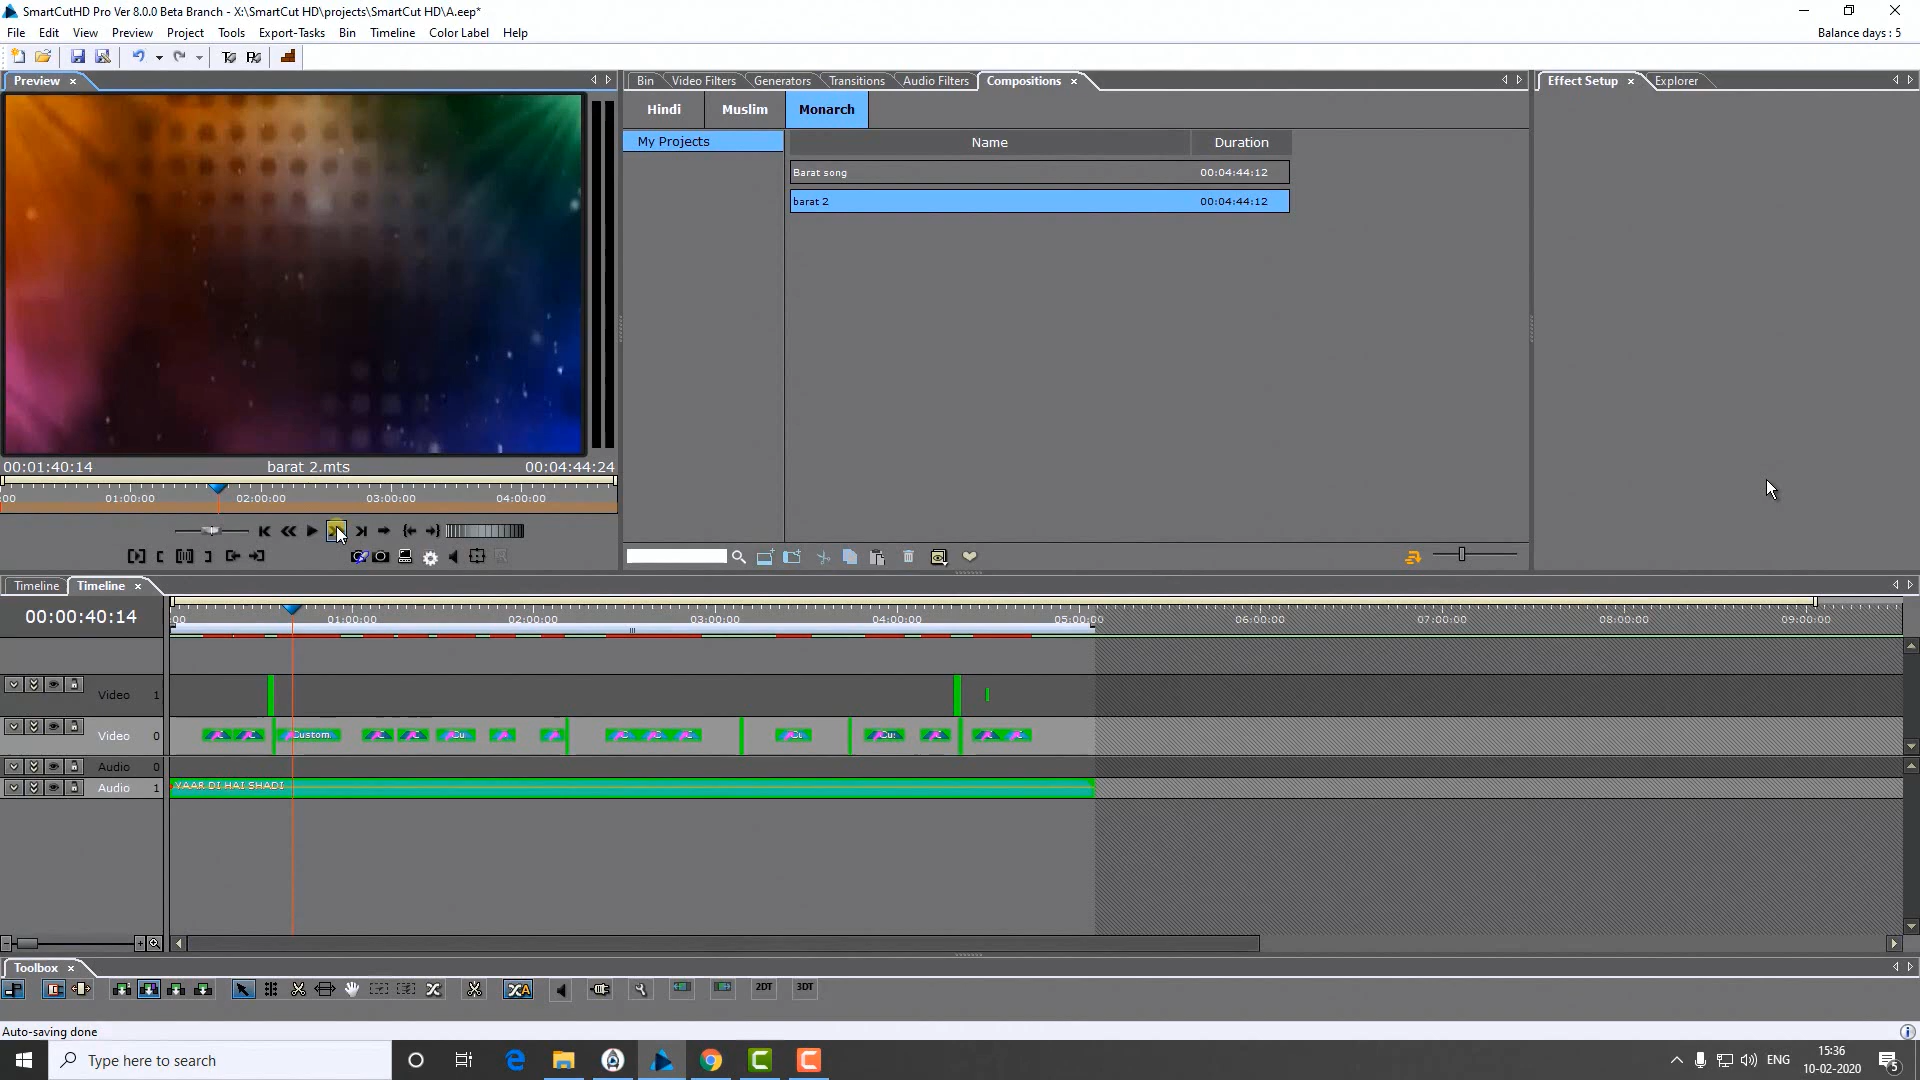 SmartCutHD Pro Ver 8.0.0 Beta Branch - X:\SmartCut HD\projects\SmartCut HD\A.eep*
File Edit View Preview Project Tools Export-Tasks Bin Timeline Color Label Help
Balance days : 5
Preview
Bin Video Filters Generators Transitions Audio Filters Compositions
Effect Setup Explorer
Hindi Muslim Monarch
My Projects
Name Duration
Barat song 00:04:44:12
barat 2 00:04:44:12
00:01:40:14 barat 2.mts 00:04:44:24
:00 01:00:00 02:00:00 03:00:00 04:00:00
Timeline Timeline
00:00:40:14
:00 01:00:00 02:00:00 03:00:00 04:00:00 05:00:00 06:00:00 07:00:00 08:00:00 09:00:00
Video 1
Video 0
Custom
Audio 0
Audio 1
YAAR DI HAI SHADI
Toolbox
XA 2DT 3DT
Auto-saving done
Type here to search
ENG
15:36
10-02-2020
5